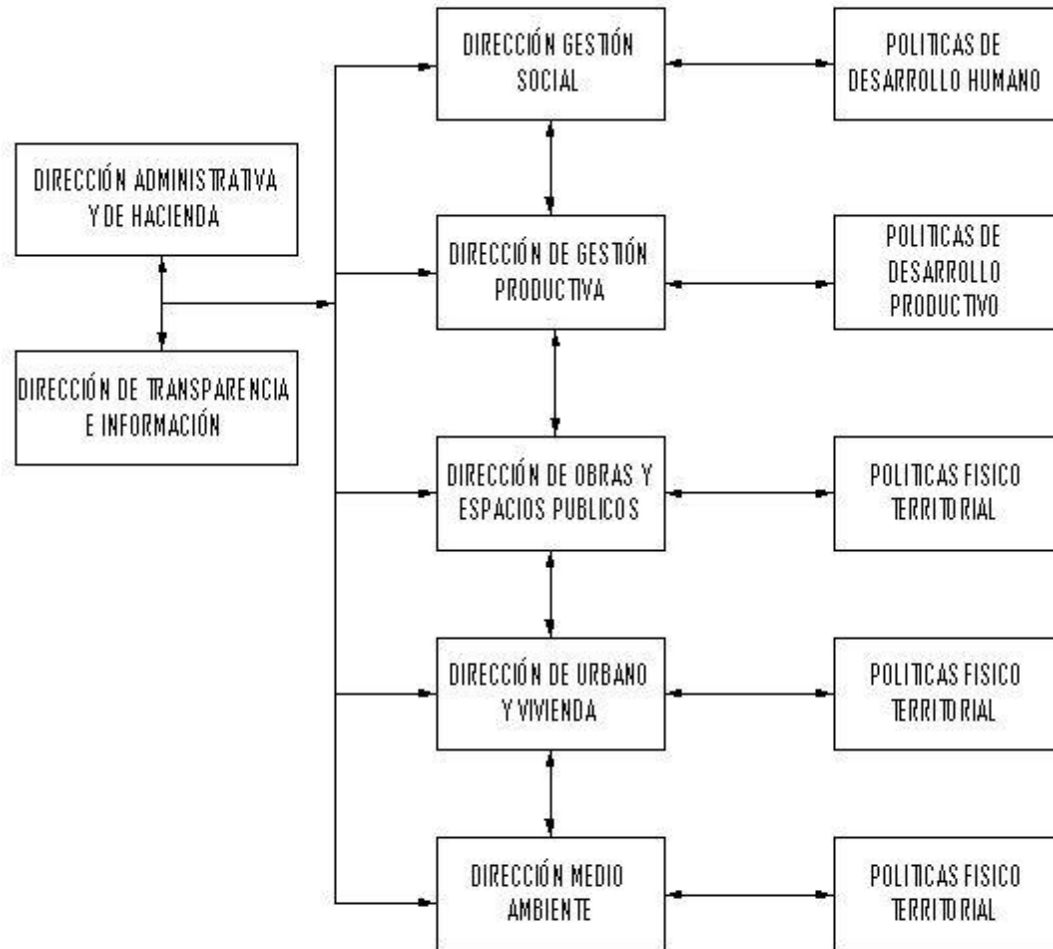 DIRECCIÓN GESTIÓN
SOCIAL
POLITICAS DE
DESARROLLO HUMANO
DIRECCIÓN ADMINISTRATIVA
Y DE HACIENDA
DIRECCIÓN DE GESTIÓN
PRODUCTIVA
POLITICAS DE
DESARROLLO
PRODUCTIVO
DIRECCIÓN DE TRANSPARENCIA
E INFORMACIÓN
DIRECCIÓN DE OBRAS Y
ESPACIOS PUBLICOS
POLITICAS FISICO
TERRITORIAL
DIRECCIÓN DE URBANO
Y VIVIENDA
POLITICAS FISICO
TERRITORIAL
DIRECCIÓN MEDIO
AMBIENTE
POLITICAS FISICO
TERRITORIAL